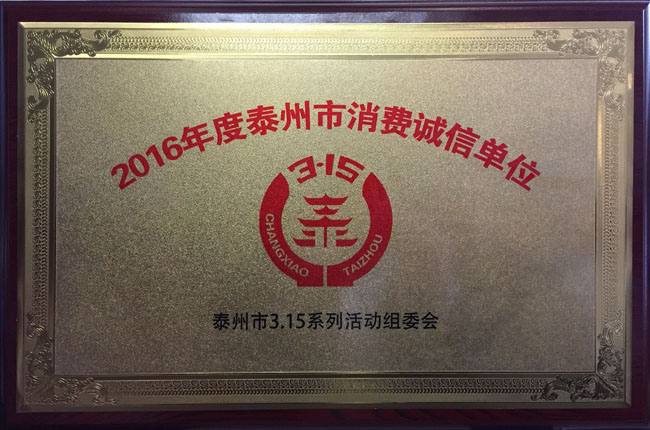 2016年度泰州市消费诚信单位
3·15
CHANGXIAO TAIZHOU
泰州市3.15系列活动组委会